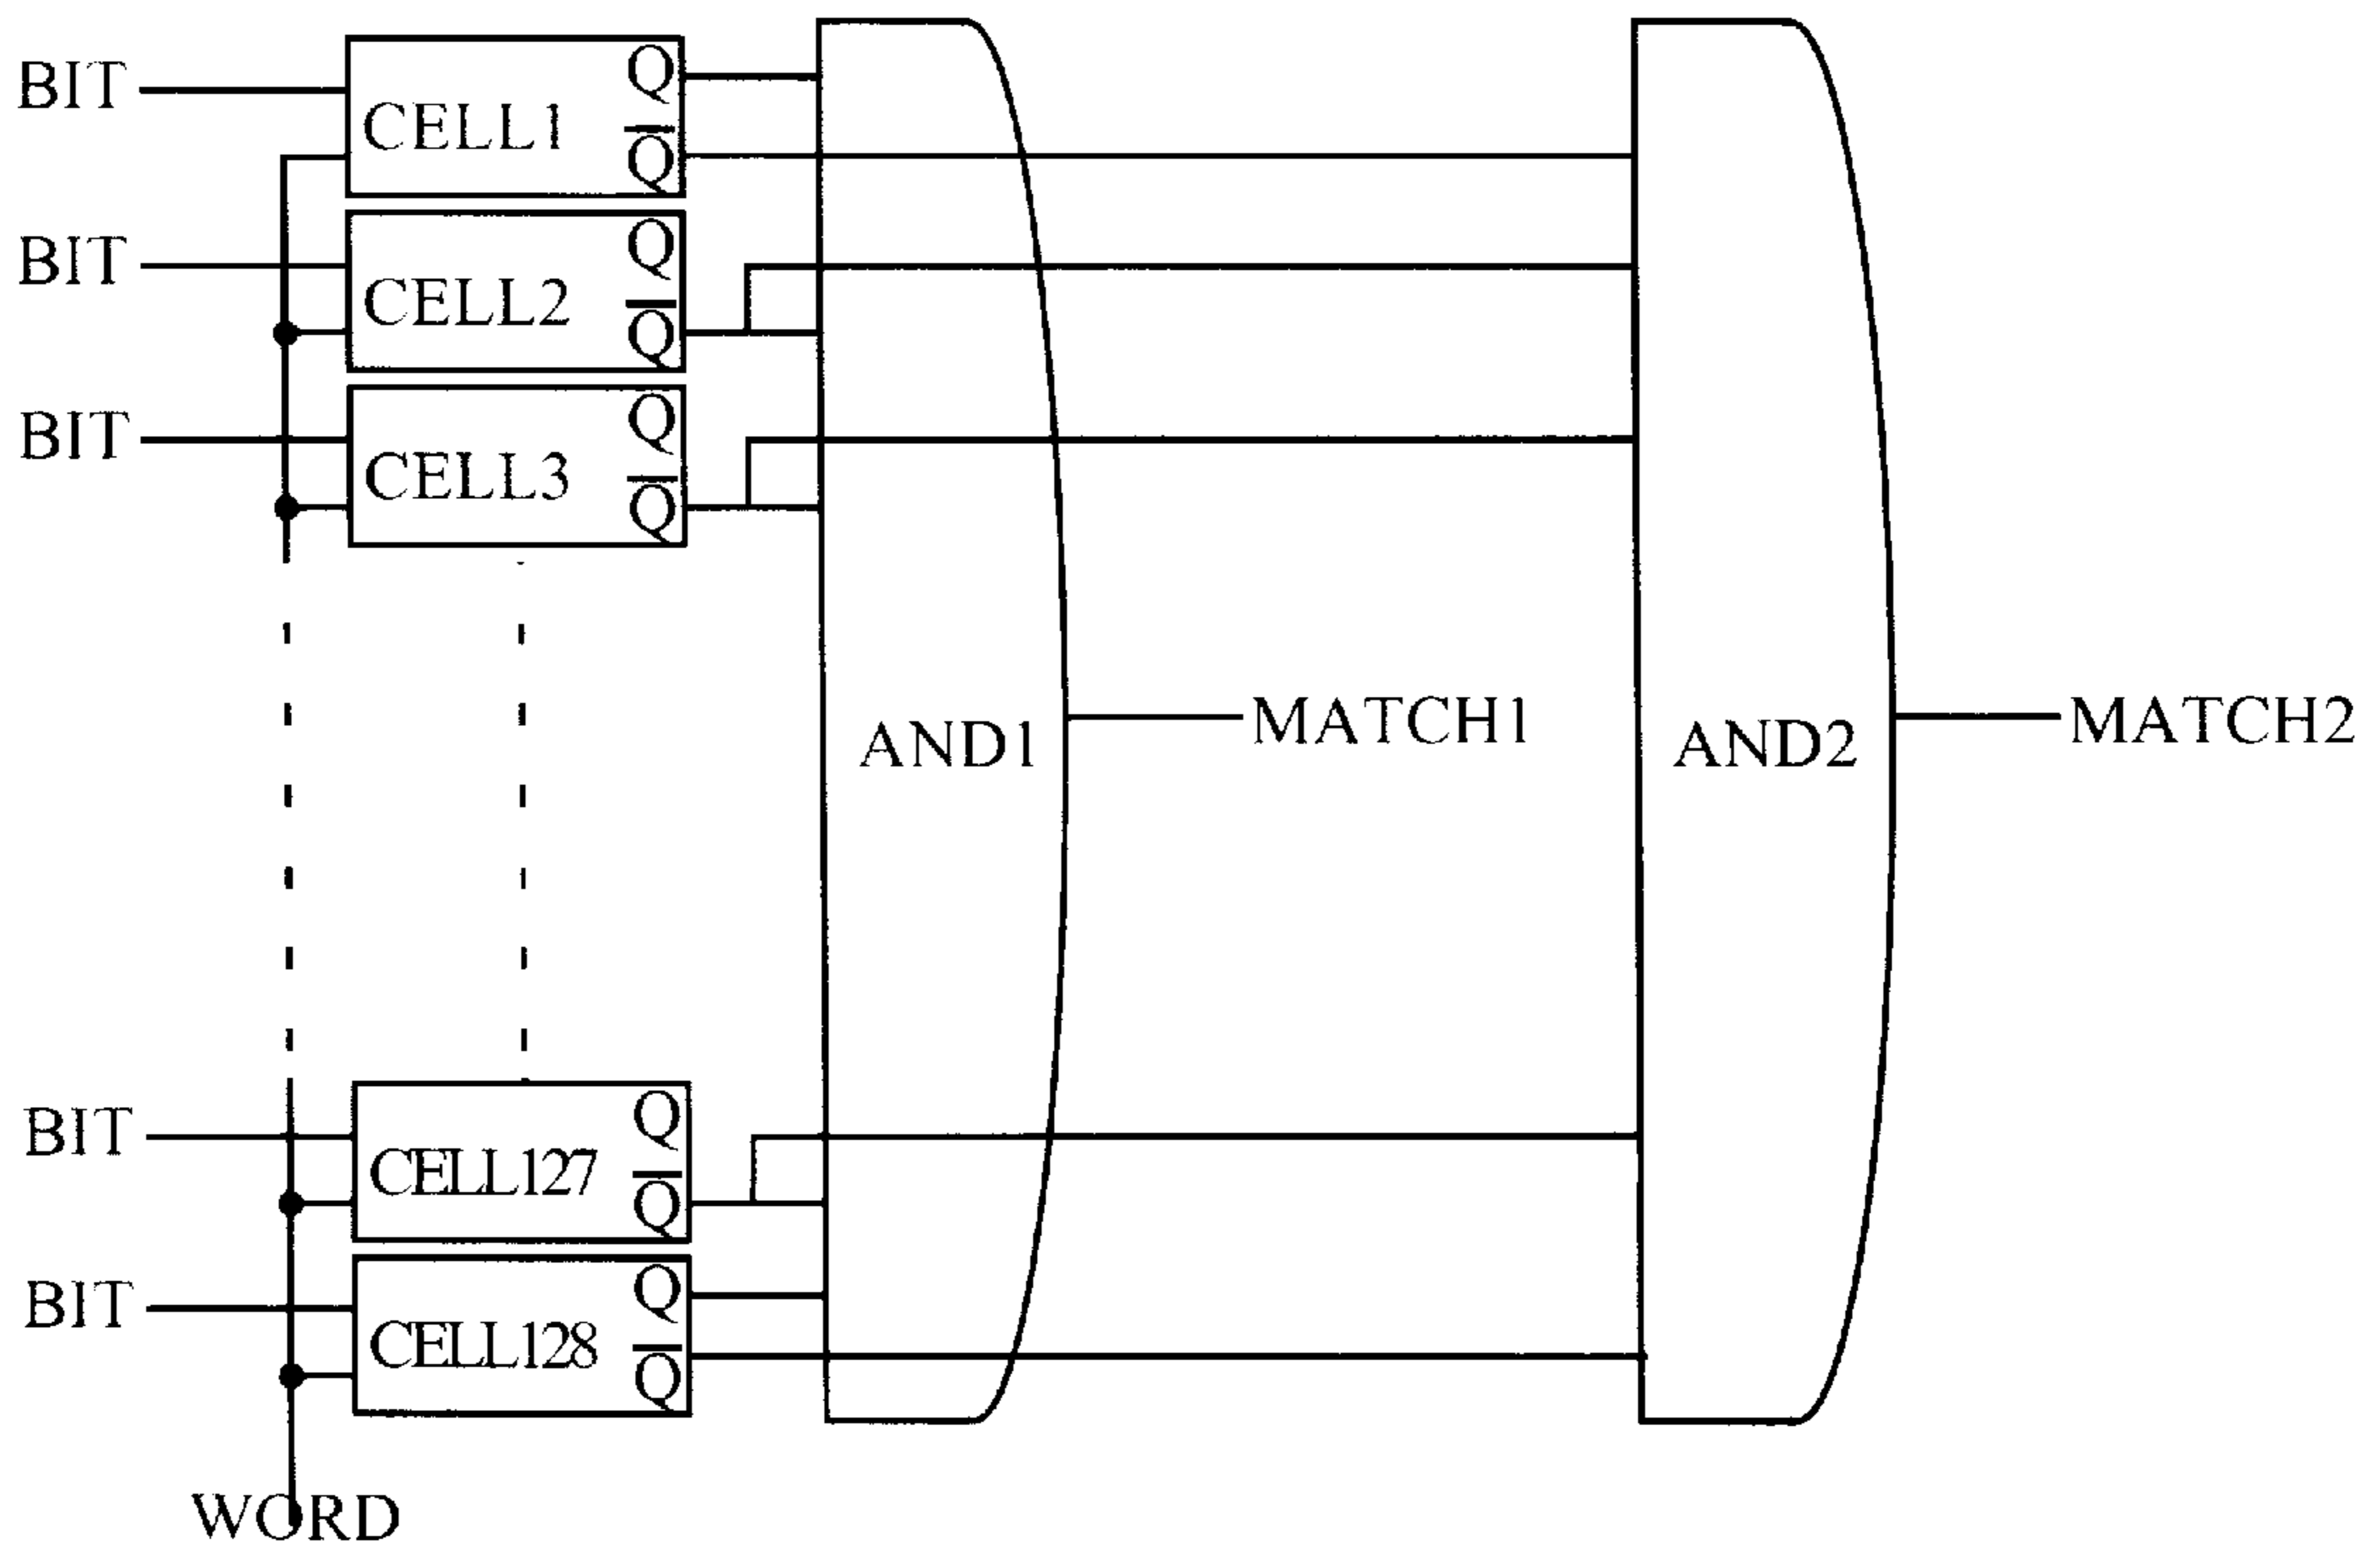 BIT
CELL1
Q
Q̅
BIT
CELL2
Q
Q̅
BIT
CELL3
Q
Q̅
AND1
MATCH1
AND2
MATCH2
BIT
CELL127
Q
Q̅
BIT
CELL128
Q
Q̅
WORD